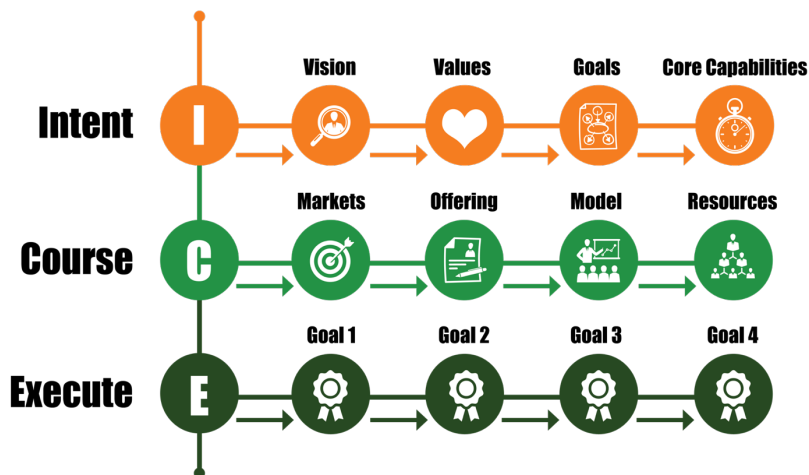 Vision Values Goals Core Capabilities
Intent I
Markets Offering Model Resources
Course C
Goal 1 Goal 2 Goal 3 Goal 4
Execute E